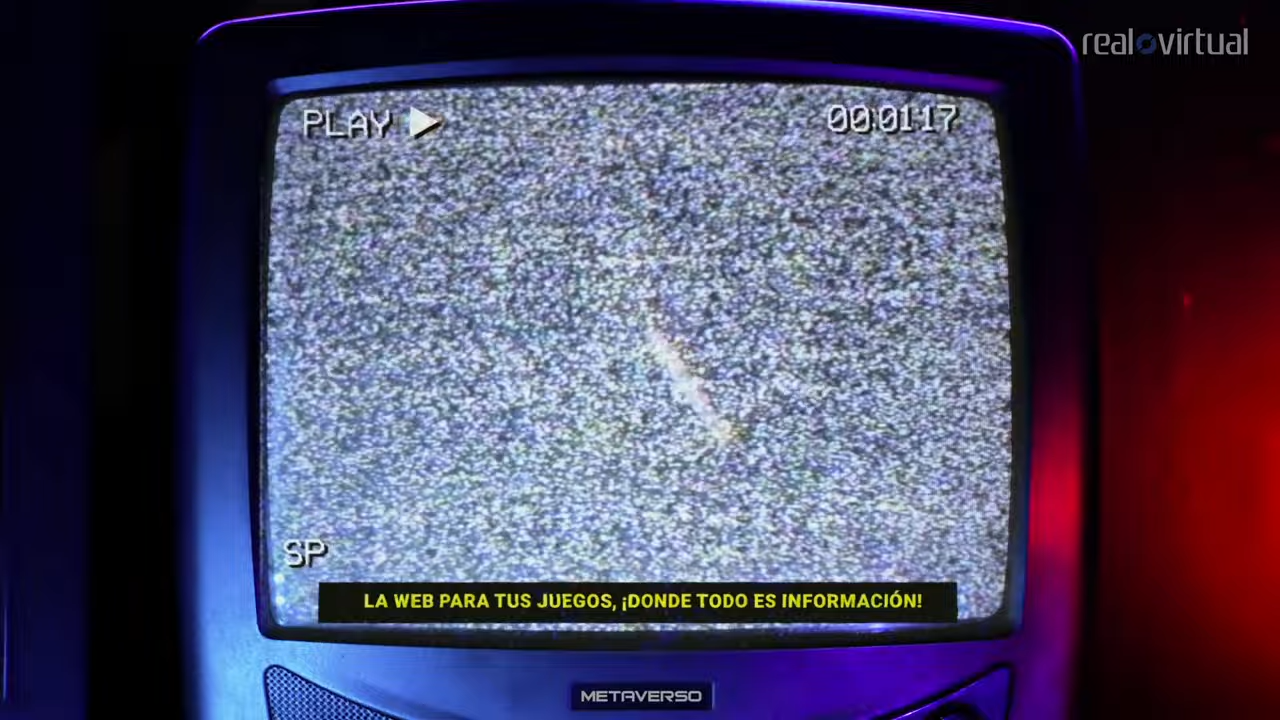 realovirtual
PLAY
00:01:17
SP
LA WEB PARA TUS JUEGOS, ¡DONDE TODO ES INFORMACIÓN!
METAVERSO